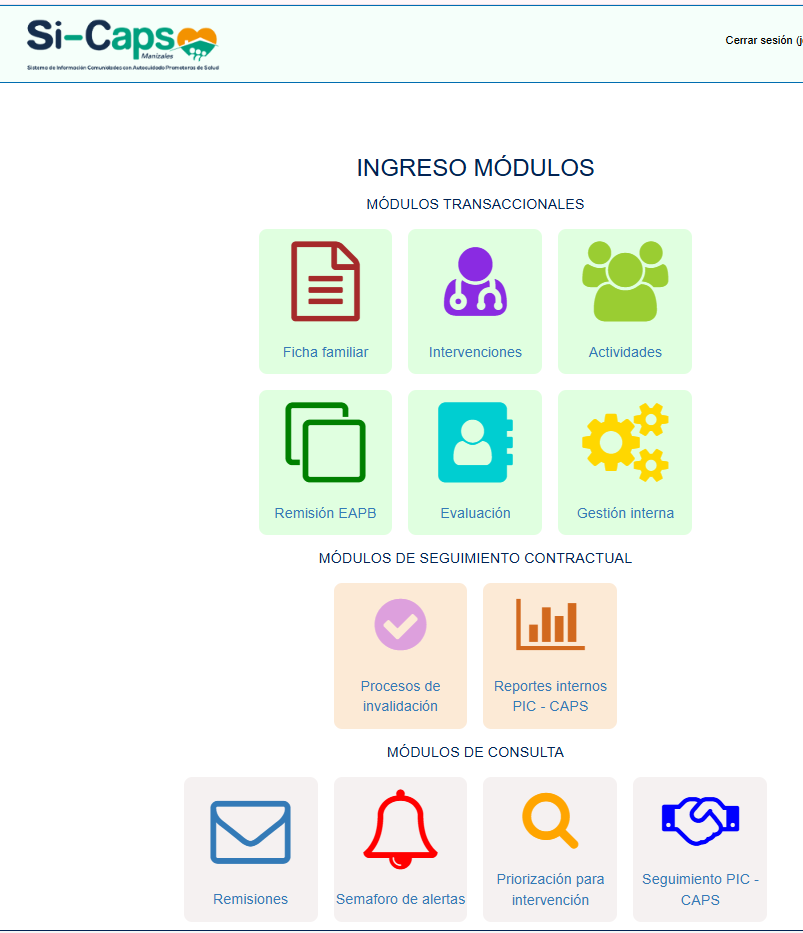 Si-Caps
Manizales
Sistema de Información Comunidades con Autocuidado Promotoras de Salud
Cerrar sesión (j
INGRESO MÓDULOS
MÓDULOS TRANSACCIONALES
Ficha familiar
Intervenciones
Actividades
Remisión EAPB
Evaluación
Gestión interna
MÓDULOS DE SEGUIMIENTO CONTRACTUAL
Procesos de
invalidación
Reportes internos
PIC - CAPS
MÓDULOS DE CONSULTA
Remisiones
Semaforo de alertas
Priorización para
intervención
Seguimiento PIC -
CAPS